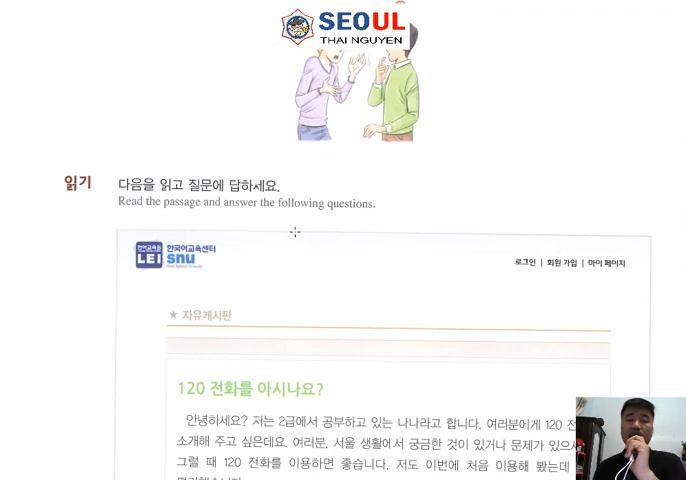 SEOUL
THAI NGUYEN
읽기 다음을 읽고 질문에 답하세요.
Read the passage and answer the following questions.
언어교육원 한국어교육센터
LEI snu
로그인 | 회원 가입 | 마이 페이지
★ 자유게시판
120 전화를 아시나요?
안녕하세요? 저는 2급에서 공부하고 있는 나나라고 합니다. 여러분에게 120
소개해 주고 싶은데요. 여러분, 서울 생활에서 궁금한 것이 있거나 문제가
그럴 때 120 전화를 이용하면 좋습니다. 저도 이번에 처음 이용해 봤는데